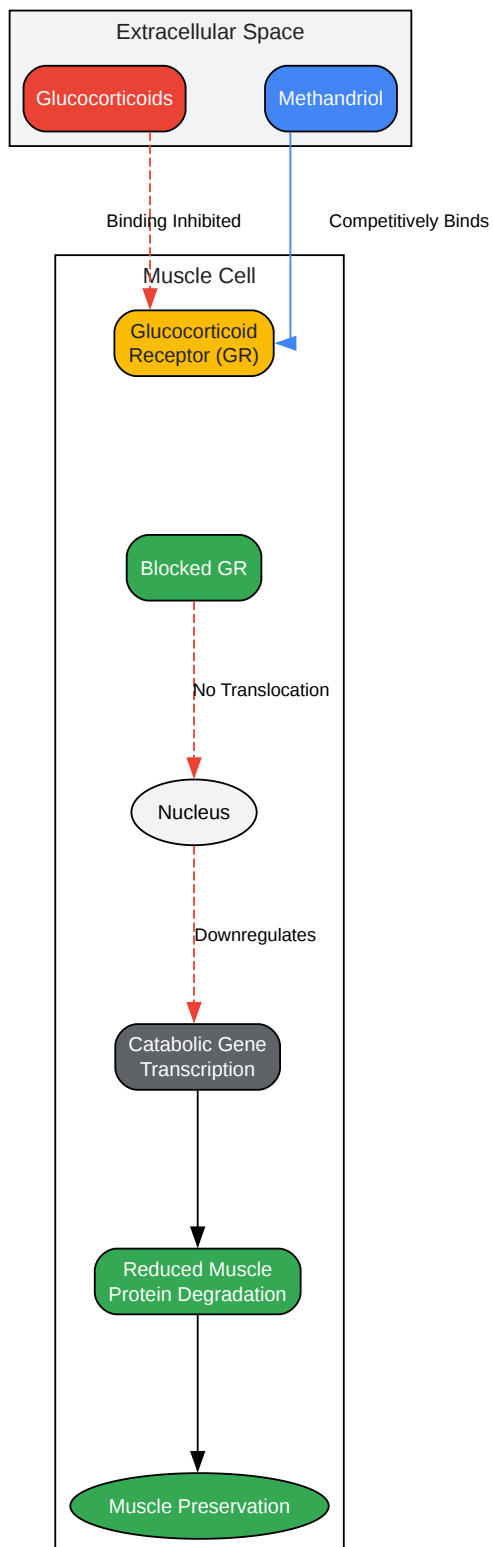 Extracellular Space
Glucocorticoids
Methandriol
Binding Inhibited
Competitively Binds
Muscle Cell
Glucocorticoid
Receptor (GR)
Blocked GR
No Translocation
Nucleus
Downregulates
Catabolic Gene
Transcription
Reduced Muscle
Protein Degradation
Muscle Preservation